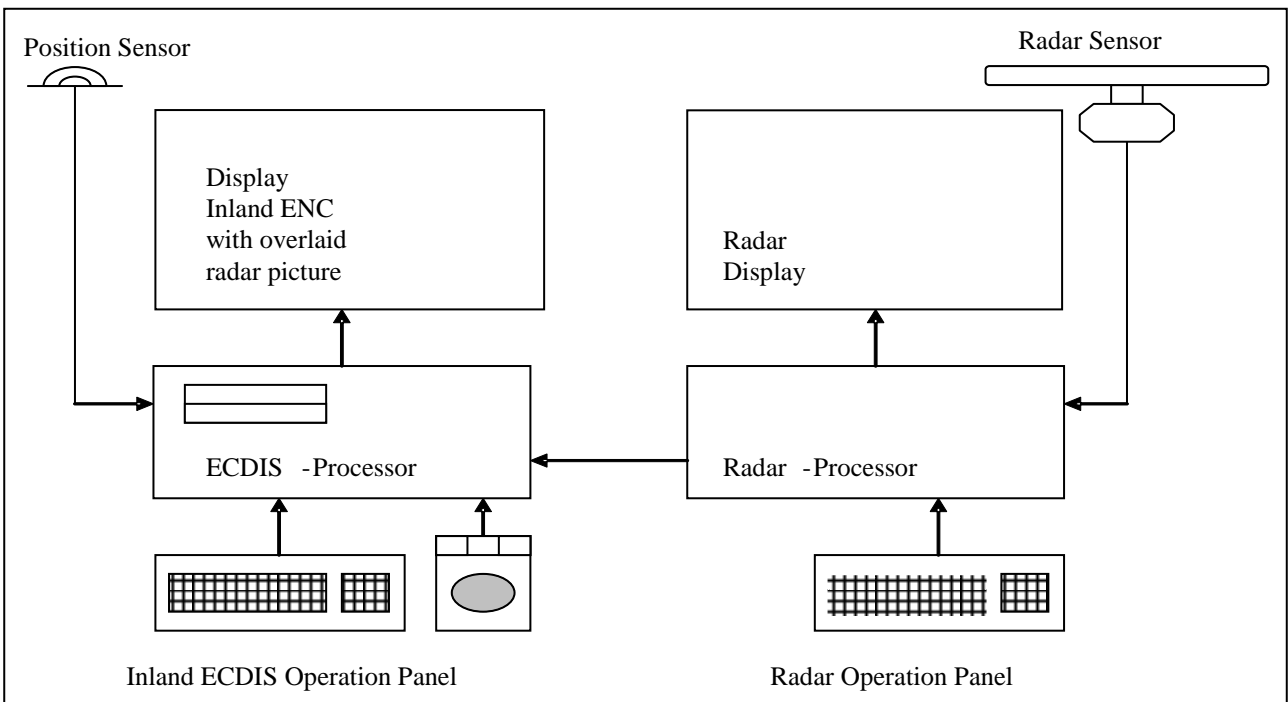 Position Sensor
Radar Sensor
Display
Inland ENC
with overlaid
radar picture
Radar
Display
ECDIS -Processor
Radar -Processor
Inland ECDIS Operation Panel
Radar Operation Panel